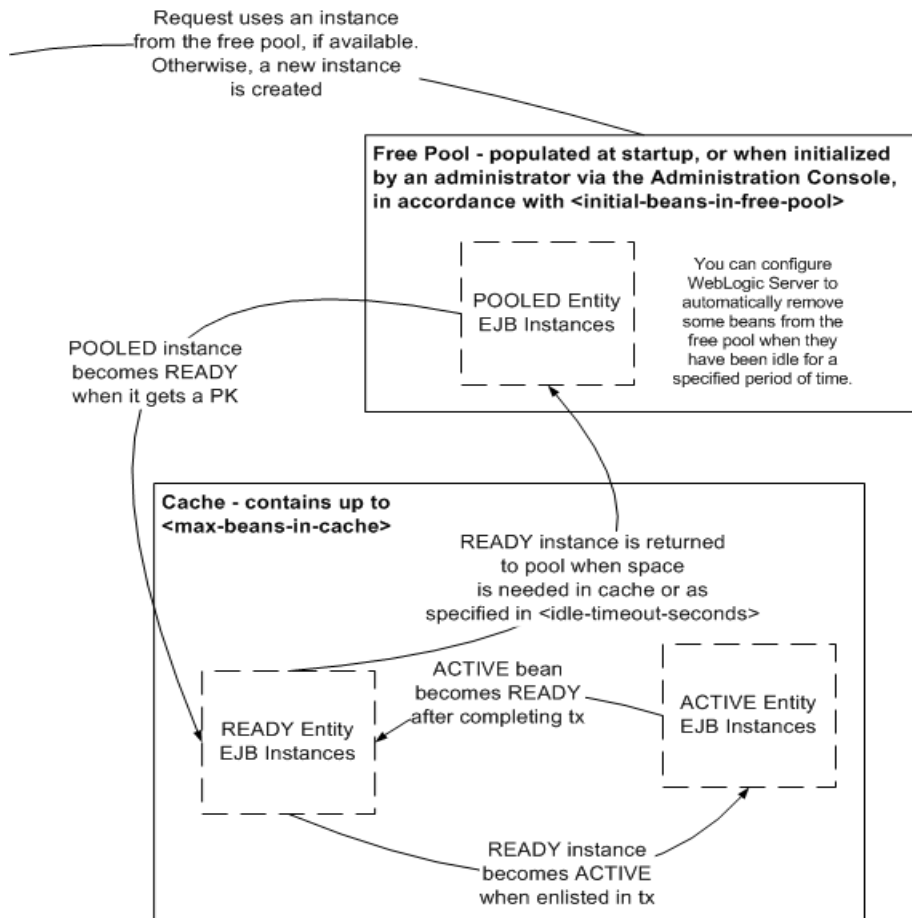 Request uses an instance
from the free pool, if available.
Otherwise, a new instance
is created
Free Pool - populated at startup, or when initialized
by an administrator via the Administration Console,
in accordance with <initial-beans-in-free-pool>
POOLED Entity
EJB Instances
You can configure
WebLogic Server to
automatically remove
some beans from the
free pool when they
have been idle for a
specified period of time.
POOLED instance
becomes READY
when it gets a PK
Cache - contains up to
<max-beans-in-cache>
READY instance is returned
to pool when space
is needed in cache or as
specified in <idle-timeout-seconds>
ACTIVE bean
becomes READY
after completing tx
READY Entity
EJB Instances
ACTIVE Entity
EJB Instances
READY instance
becomes ACTIVE
when enlisted in tx